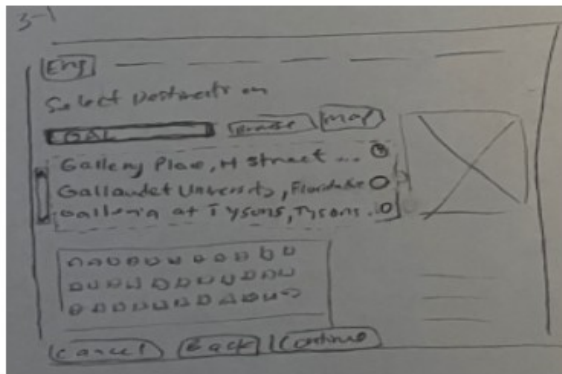 3-1
Eng
Select Destination
GAL Browse Map
Gallery Place, H Street ...
Gallaudet University, Florida Ave
Galleria at Tysons, Tysons ..
Cancel Back Continue